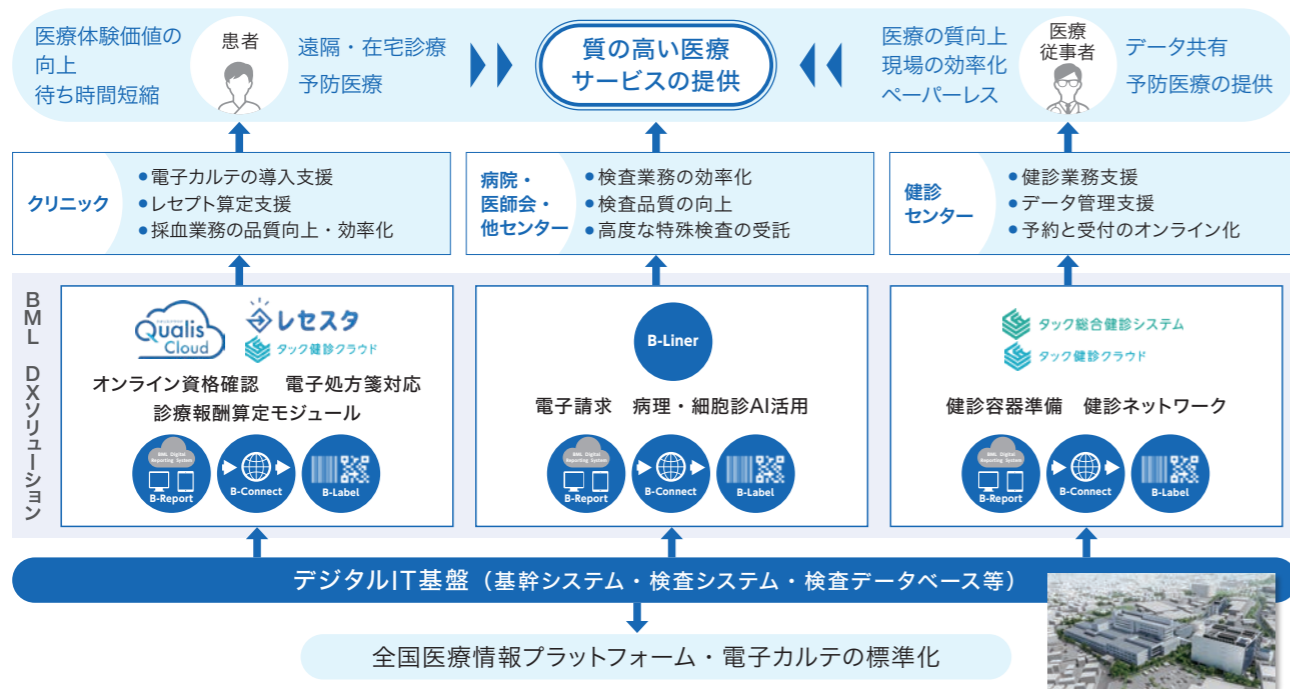 医療体験価値の
向上
待ち時間短縮
患者
遠隔・在宅診療
予防医療
質の高い医療
サービスの提供
医療の質向上
現場の効率化
ペーパーレス
医療
従事者
データ共有
予防医療の提供
クリニック
●電子カルテの導入支援
●レセプト算定支援
●採血業務の品質向上・効率化
病院・
医師会・
他センター
●検査業務の効率化
●検査品質の向上
●高度な特殊検査の受託
健診
センター
●健診業務支援
●データ管理支援
●予約と受付のオンライン化
BML DXソリューション
Qualis
Cloud
レセスタ
タック健診クラウド
オンライン資格確認 電子処方箋対応
診療報酬算定モジュール
BML Digital
Reporting System
B-Report
B-Connect
B-Label
B-Liner
電子請求 病理・細胞診AI活用
BML Digital
Reporting System
B-Report
B-Connect
B-Label
タック総合健診システム
タック健診クラウド
健診容器準備 健診ネットワーク
BML Digital
Reporting System
B-Report
B-Connect
B-Label
デジタルIT基盤（基幹システム・検査システム・検査データベース等）
全国医療情報プラットフォーム・電子カルテの標準化